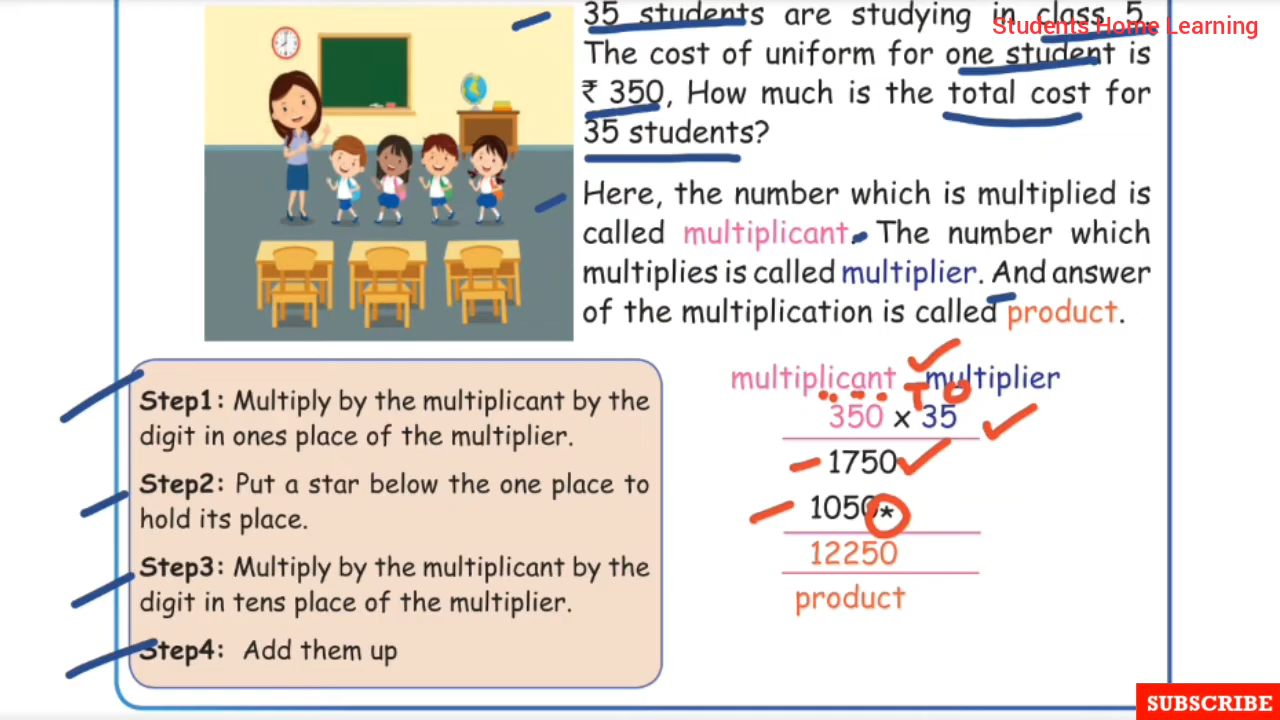 35 students are studying in class 5.
Students Home Learning
The cost of uniform for one student is
₹ 350, How much is the total cost for
35 students?
Here, the number which is multiplied is
called multiplicant. The number which
multiplies is called multiplier. And answer
of the multiplication is called product.
Step1: Multiply by the multiplicant by the
digit in ones place of the multiplier.
Step2: Put a star below the one place to
hold its place.
Step3: Multiply by the multiplicant by the
digit in tens place of the multiplier.
Step4: Add them up
multiplicant multiplier
T O
350 x 35
1750
1050*
12250
product
SUBSCRIBE